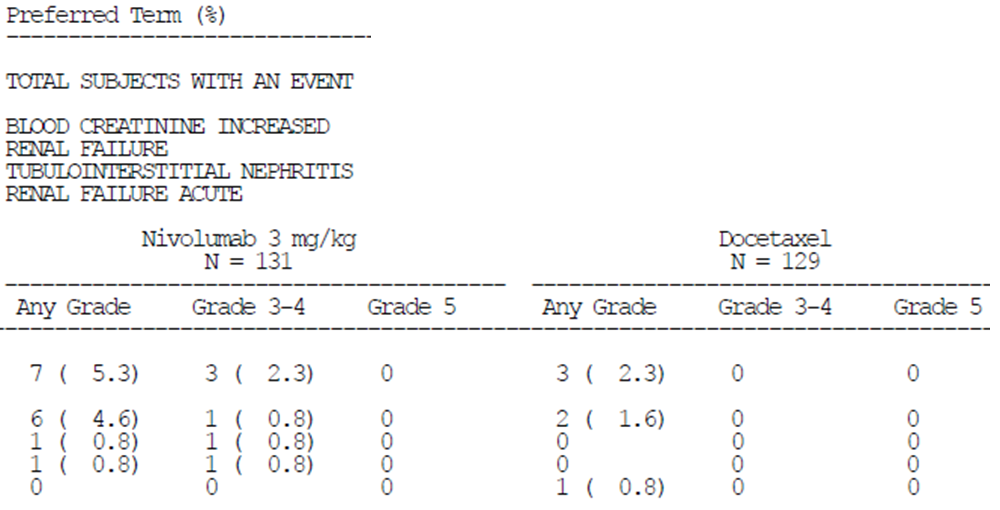 Preferred Term (%)
------------------------------
TOTAL SUBJECTS WITH AN EVENT
BLOOD CREATININE INCREASED
RENAL FAILURE
TUBULOINTERSTITIAL NEPHRITIS
RENAL FAILURE ACUTE
Nivolumab 3 mg/kg Docetaxel
N = 131 N = 129
Any Grade Grade 3-4 Grade 5 Any Grade Grade 3-4 Grade 5
7 ( 5.3) 3 ( 2.3) 0 3 ( 2.3) 0 0
6 ( 4.6) 1 ( 0.8) 0 2 ( 1.6) 0 0
1 ( 0.8) 1 ( 0.8) 0 0 0 0
1 ( 0.8) 1 ( 0.8) 0 0 0 0
0 0 0 1 ( 0.8) 0 0